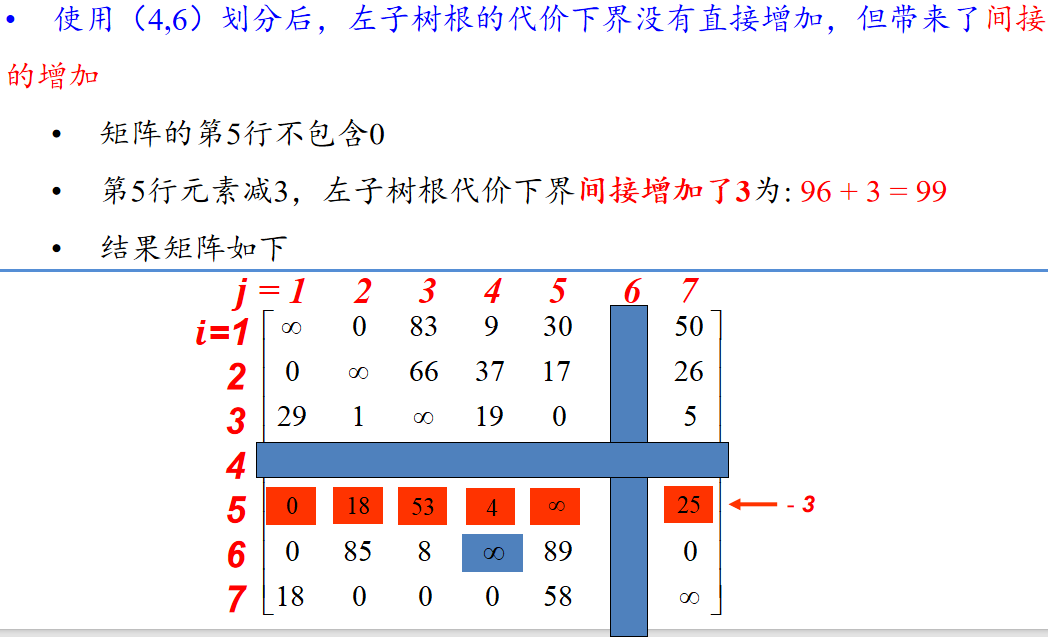 • 使用（4,6）划分后，左子树根的代价下界没有直接增加，但带来了间接
的增加
• 矩阵的第5行不包含0
• 第5行元素减3，左子树根代价下界间接增加了3为: 96 + 3 = 99
• 结果矩阵如下
j = 1 2 3 4 5 6 7
i=1 ∞ 0 83 9 30 50
2 0 ∞ 66 37 17 26
3 29 1 ∞ 19 0 5
4
5 0 18 53 4 ∞ 25 - 3
6 0 85 8 ∞ 89 0
7 18 0 0 0 58 ∞